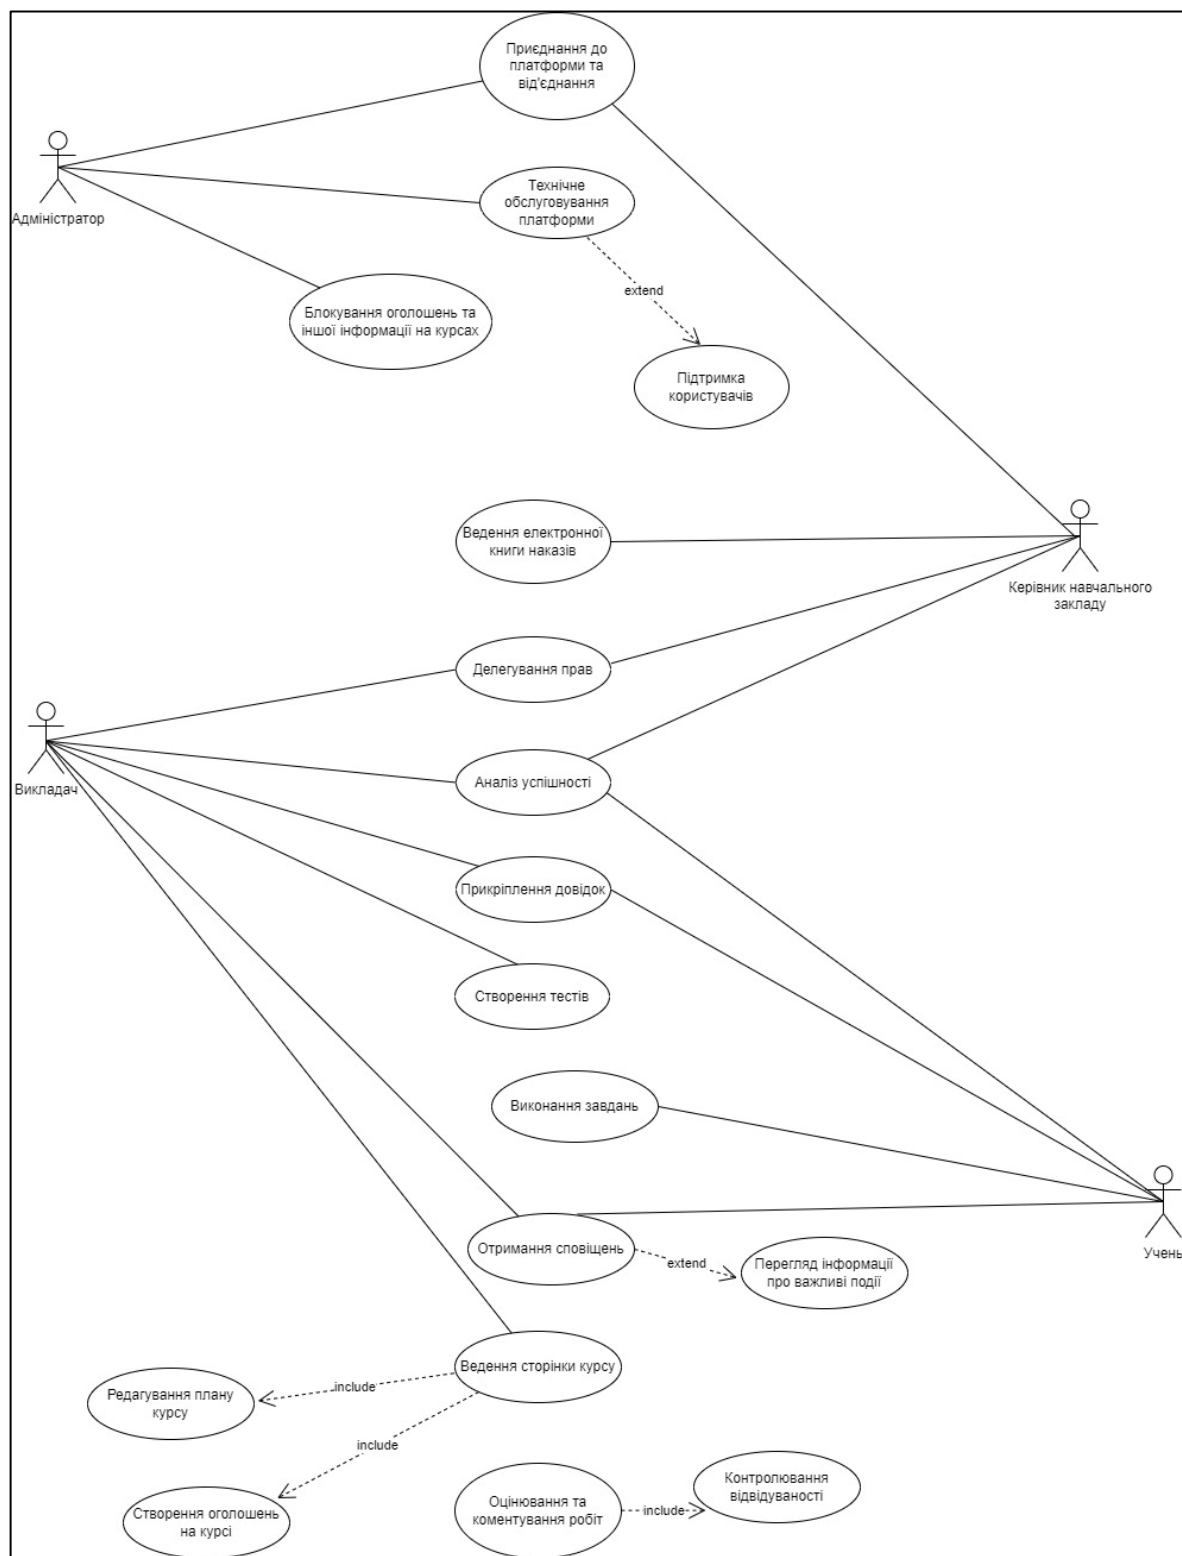 Приєднання до
платформи та
від'єднання
Адміністратор
Технічне
обслуговування
платформи
extend
Блокування оголошень та
іншої інформації на курсах
Підтримка
користувачів
Ведення електронної
книги наказів
Керівник навчального
закладу
Делегування прав
Викладач
Аналіз успішності
Прикріплення довідок
Створення тестів
Виконання завдань
Учень
Отримання сповіщень
extend
Перегляд інформації
про важливі події
Ведення сторінки курсу
include
Редагування плану
курсу
include
Створення оголошень
на курсі
Оцінювання та
коментування робіт
include
Контролювання
відвідуваності